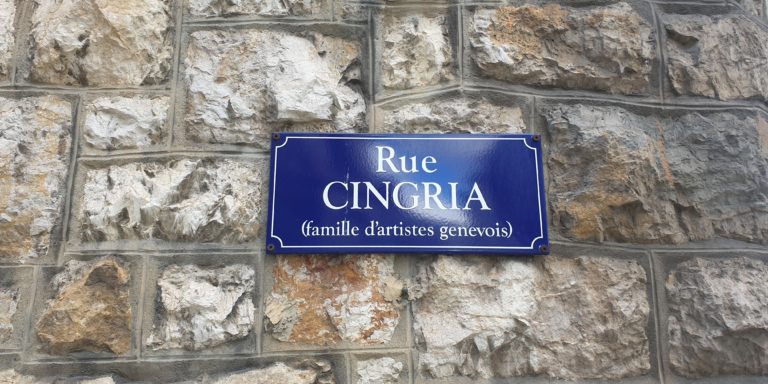 Rue
CINGRIA
(famille d'artistes genevois)